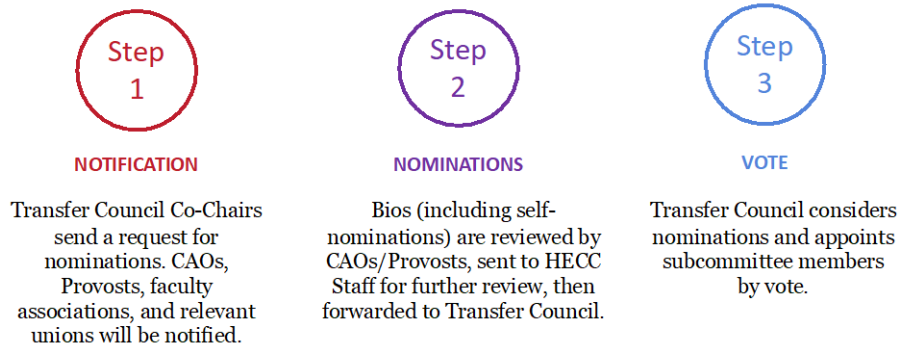 Step
1
NOTIFICATION
Transfer Council Co-Chairs
send a request for
nominations. CAOs,
Provosts, faculty
associations, and relevant
unions will be notified.
Step
2
NOMINATIONS
Bios (including self-
nominations) are reviewed by
CAOs/Provosts, sent to HECC
Staff for further review, then
forwarded to Transfer Council.
Step
3
VOTE
Transfer Council considers
nominations and appoints
subcommittee members
by vote.